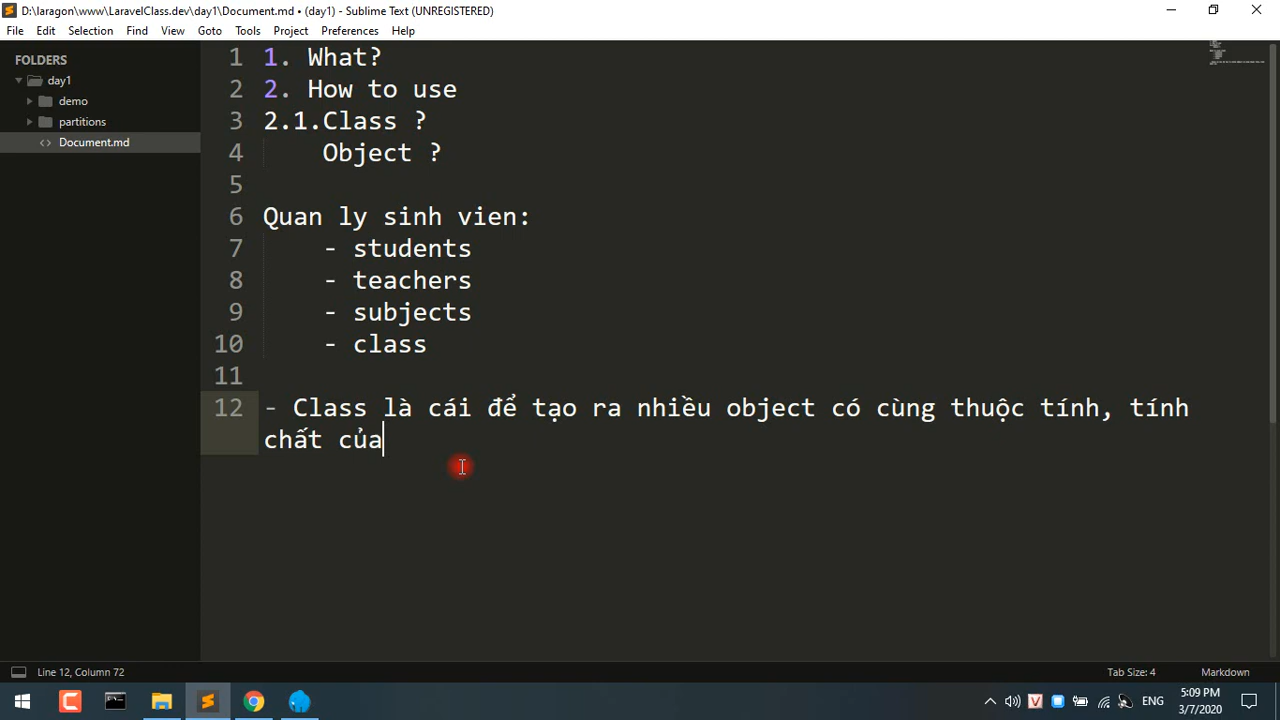 D:\laragon\www\LaravelClass.dev\day1\Document.md • (day1) - Sublime Text (UNREGISTERED)
File Edit Selection Find View Goto Tools Project Preferences Help
FOLDERS
day1
demo
partitions
<> Document.md
1 1. What?
2 2. How to use
3 2.1.Class ?
4 Object ?
5
6 Quan ly sinh vien:
7 - students
8 - teachers
9 - subjects
10 - class
11
12 - Class là cái để tạo ra nhiều object có cùng thuộc tính, tính
chất của
Line 12, Column 72
Tab Size: 4
Markdown
V
ENG
5:09 PM
3/7/2020